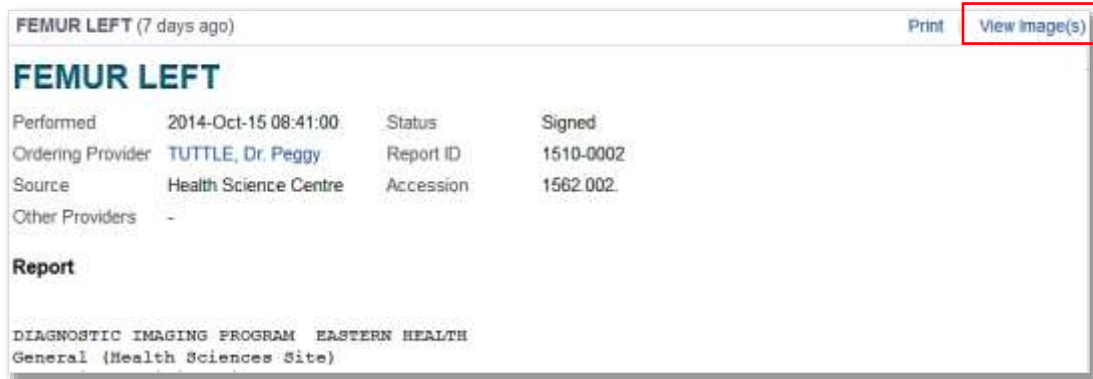 FEMUR LEFT (7 days ago) Print View Image(s)
FEMUR LEFT
Performed 2014-Oct-15 08:41:00 Status Signed
Ordering Provider TUTTLE, Dr. Peggy Report ID 1510-0002
Source Health Science Centre Accession 1562.002.
Other Providers -
Report
DIAGNOSTIC IMAGING PROGRAM EASTERN HEALTH
General (Health Sciences Site)